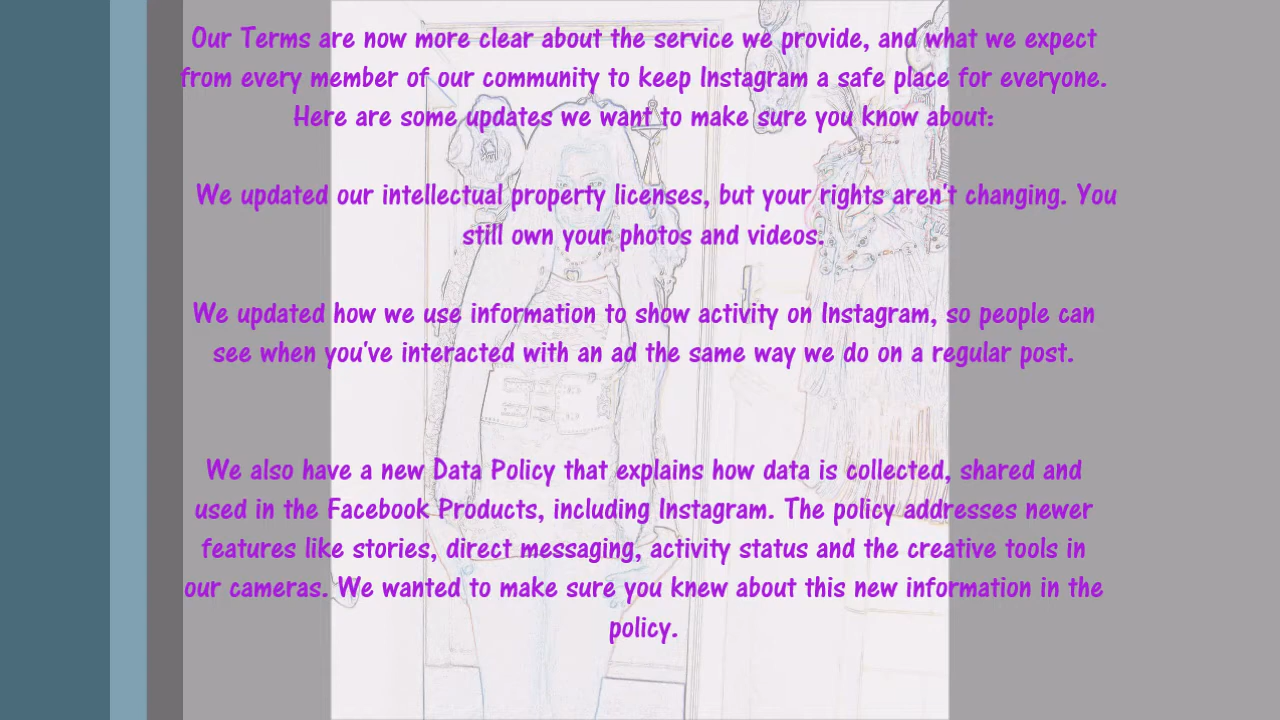 Our Terms are now more clear about the service we provide, and what we expect
from every member of our community to keep Instagram a safe place for everyone.
Here are some updates we want to make sure you know about:
We updated our intellectual property licenses, but your rights aren't changing. You
still own your photos and videos.
We updated how we use information to show activity on Instagram, so people can
see when you've interacted with an ad the same way we do on a regular post.
We also have a new Data Policy that explains how data is collected, shared and
used in the Facebook Products, including Instagram. The policy addresses newer
features like stories, direct messaging, activity status and the creative tools in
our cameras. We wanted to make sure you knew about this new information in the
policy.